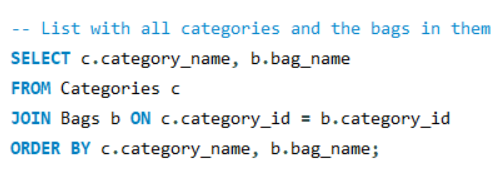 -- List with all categories and the bags in them
SELECT c.category_name, b.bag_name
FROM Categories c
JOIN Bags b ON c.category_id = b.category_id
ORDER BY c.category_name, b.bag_name;